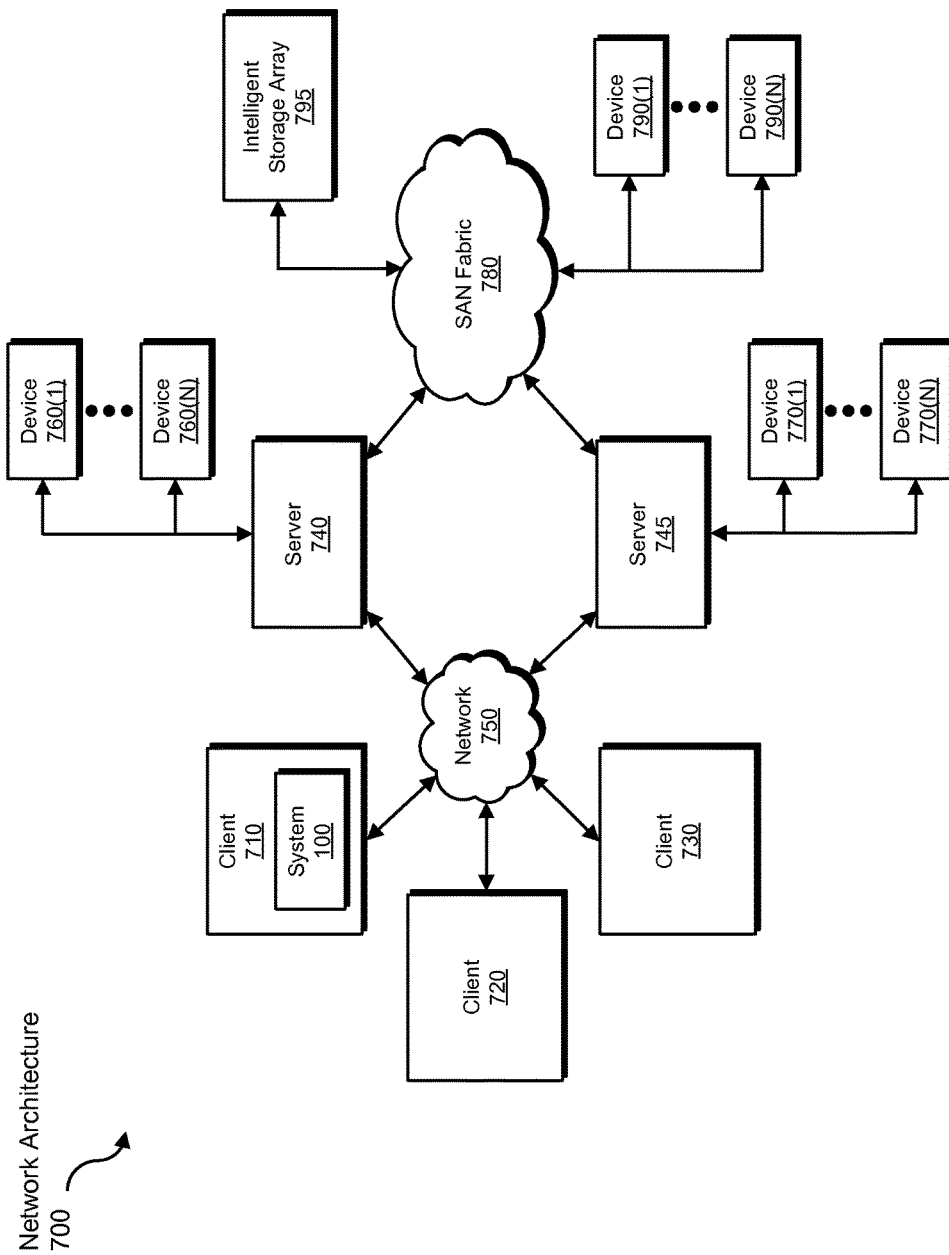 Network Architecture
700
Client
710
System
100
Client
720
Client
730
Network
750
Server
740
Server
745
Device
760(1)
Device
760(N)
Device
770(1)
Device
770(N)
SAN Fabric
780
Intelligent
Storage Array
795
Device
790(1)
Device
790(N)